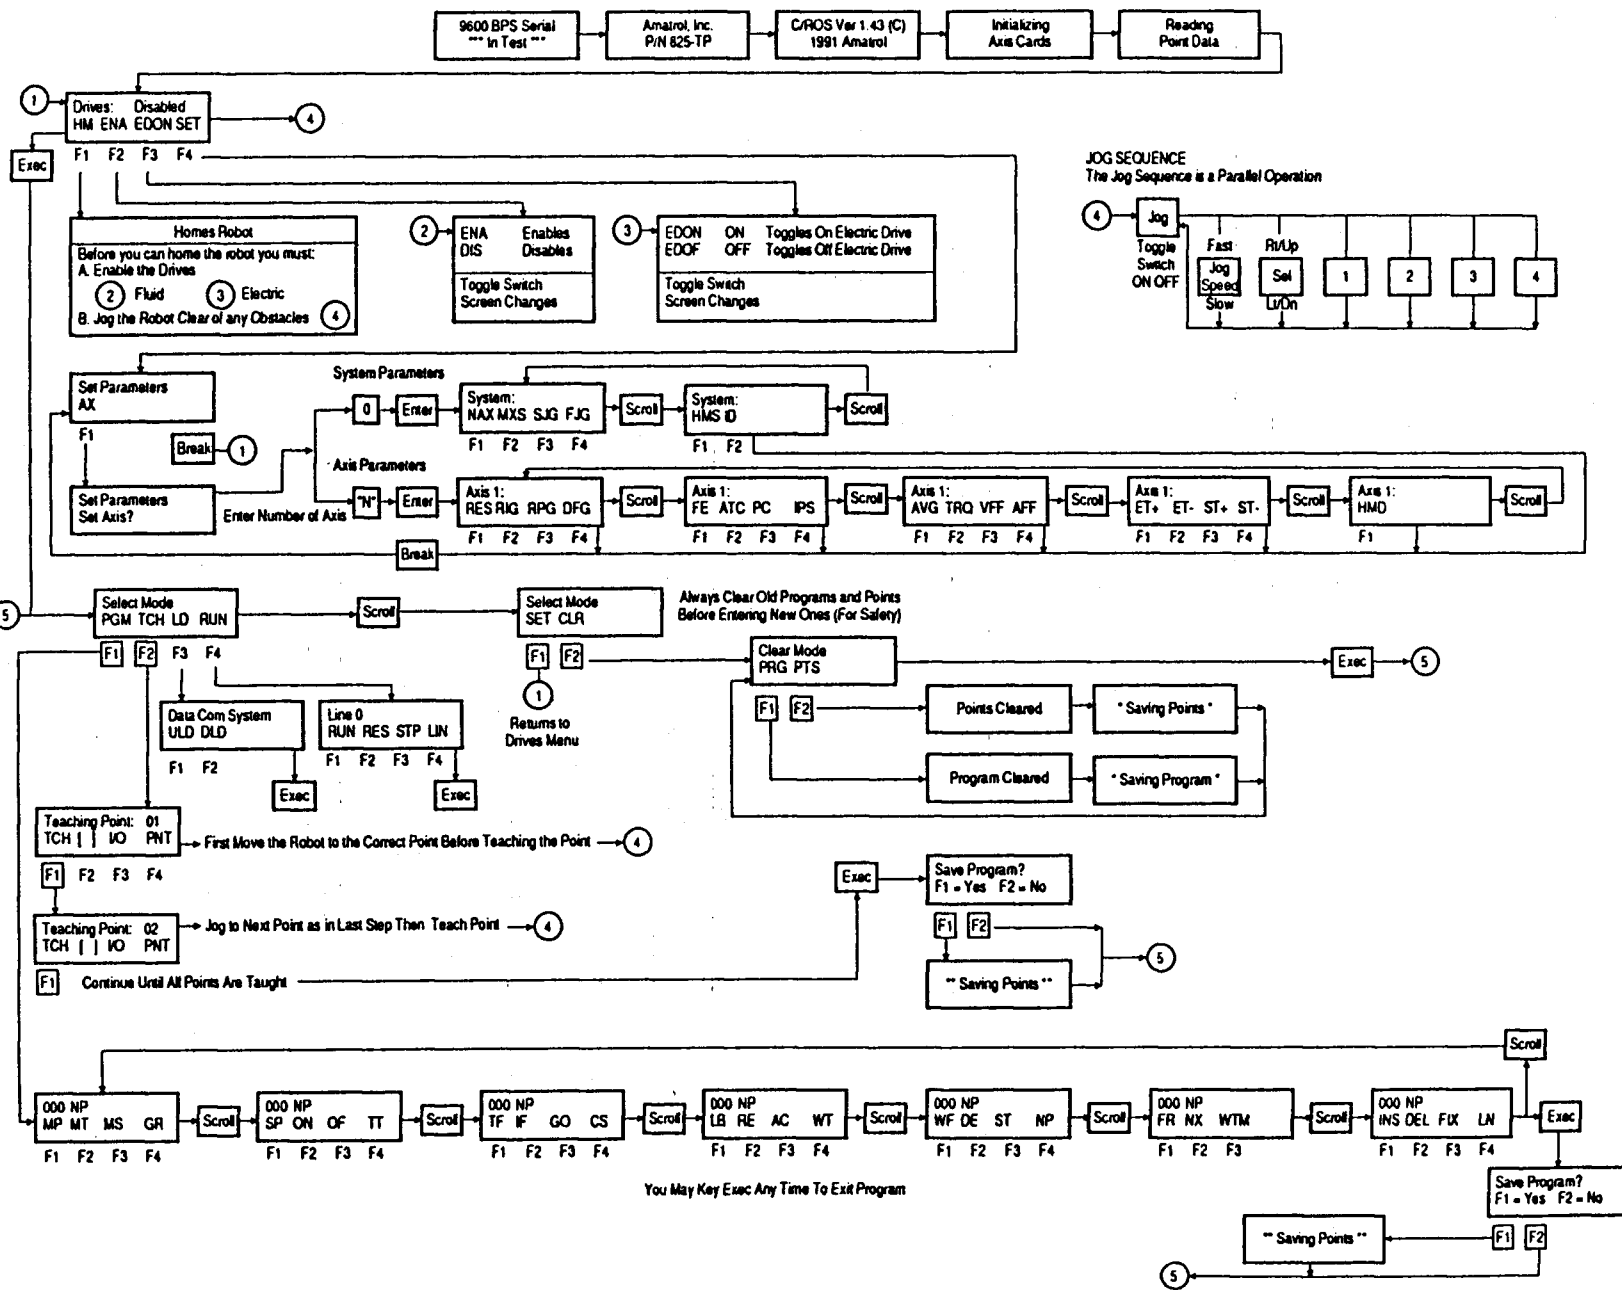 9600 BPS Serial
*** In Test ***
Amatrol, Inc.
P/N 825-TP
C/ROS Ver 1.43 (C)
1991 Amatrol
Initializing
Axis Cards
Reading
Point Data
1
Drives: Disabled
HM ENA EDON SET
4
Exec
F1 F2 F3 F4
JOG SEQUENCE
The Jog Sequence is a Parallel Operation
4
Jog
Toggle
Switch
ON OFF
Fast
Jog
Speed
Slow
Rt/Up
Sel
Lt/Dn
1
2
3
4
Homes Robot
Before you can home the robot you must:
A. Enable the Drives
2 Fluid 3 Electric
B. Jog the Robot Clear of any Obstacles 4
2
ENA Enables
DIS Disables
Toggle Switch
Screen Changes
3
EDON ON Toggles On Electric Drive
EDOF OFF Toggles Off Electric Drive
Toggle Switch
Screen Changes
Set Parameters
AX
F1
Break 1
Set Parameters
Set Axis?
Enter Number of Axis
System Parameters
0 Enter
System:
NAX MXS SJG FJG
F1 F2 F3 F4
Scroll
System:
HMS ID
F1 F2
Scroll
Axis Parameters
"N" Enter
Axis 1:
RES RIG RPG DFG
F1 F2 F3 F4
Scroll
Axis 1:
FE ATC PC IPS
F1 F2 F3 F4
Scroll
Axis 1:
AVG TRQ VFF AFF
F1 F2 F3 F4
Scroll
Axis 1:
ET+ ET- ST+ ST-
F1 F2 F3 F4
Scroll
Axis 1:
HMD
F1
Scroll
Break
5
Select Mode
PGM TCH LD RUN
F1 F2 F3 F4
Scroll
Select Mode
SET CLR
F1 F2
1
Returns to
Drives Menu
Always Clear Old Programs and Points
Before Entering New Ones (For Safety)
Clear Mode
PRG PTS
F1 F2
Exec 5
Points Cleared
* Saving Points *
Program Cleared
* Saving Program *
Data Com System
ULD DLD
F1 F2
Exec
Line 0
RUN RES STP LIN
F1 F2 F3 F4
Exec
Teaching Point: 01
TCH [ ] I/O PNT
F1 F2 F3 F4
First Move the Robot to the Correct Point Before Teaching the Point 4
Teaching Point: 02
TCH [ ] I/O PNT
Jog to Next Point as in Last Step Then Teach Point 4
F1 Continue Until All Points Are Taught
Exec
Save Program?
F1 = Yes F2 = No
F1 F2
** Saving Points **
5
Scroll
000 NP
MP MT MS GR
F1 F2 F3 F4
Scroll
000 NP
SP ON OF TT
F1 F2 F3 F4
Scroll
000 NP
TF IF GO CS
F1 F2 F3 F4
Scroll
000 NP
LB RE AC WT
F1 F2 F3 F4
Scroll
000 NP
WF DE ST NP
F1 F2 F3 F4
Scroll
000 NP
FR NX WTM
F1 F2 F3
Scroll
000 NP
INS DEL FIX LN
F1 F2 F3 F4
Exec
You May Key Exec Any Time To Exit Program
Save Program?
F1 = Yes F2 = No
F1 F2
** Saving Points **
5